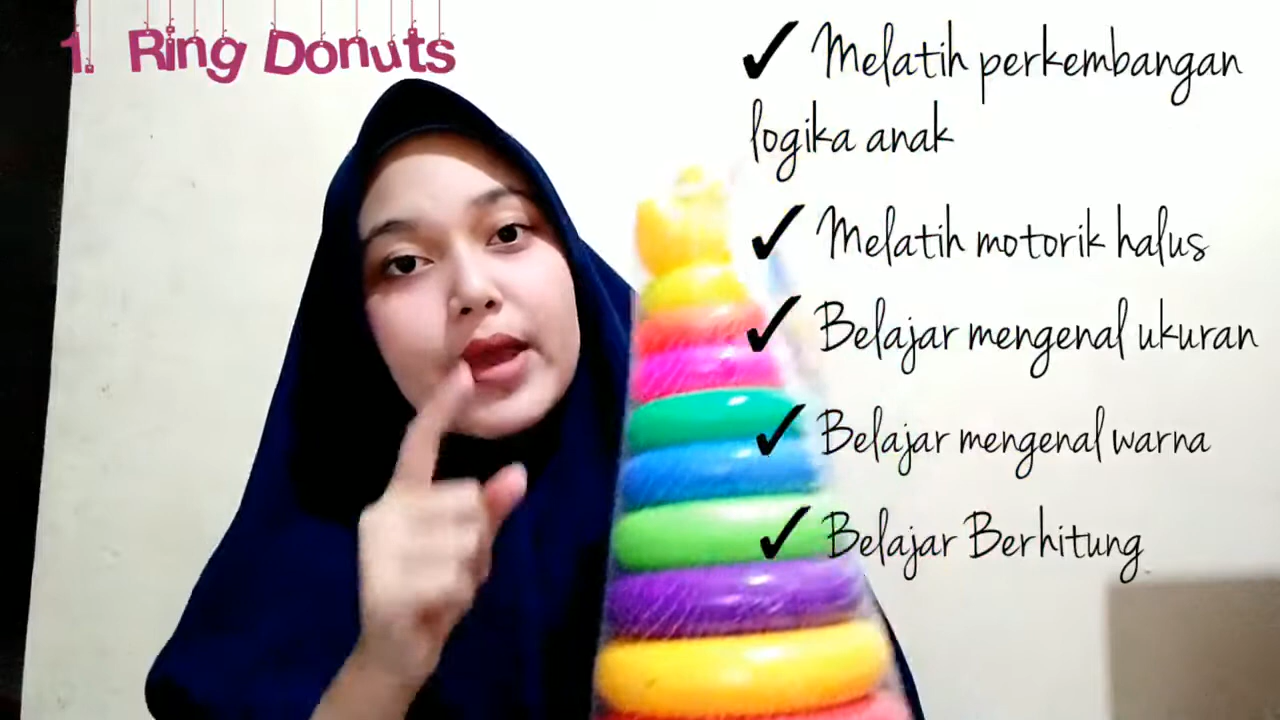 1. Ring Donuts
✓ Melatih perkembangan
logika anak
✓ Melatih motorik halus
✓ Belajar mengenal ukuran
✓ Belajar mengenal warna
✓ Belajar Berhitung